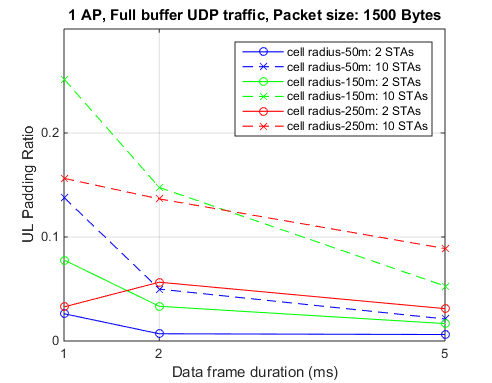 1 AP, Full buffer UDP traffic, Packet size: 1500 Bytes
cell radius-50m: 2 STAs
cell radius-50m: 10 STAs
cell radius-150m: 2 STAs
cell radius-150m: 10 STAs
cell radius-250m: 2 STAs
cell radius-250m: 10 STAs
UL Padding Ratio
0.2
0.1
0
1
2
5
Data frame duration (ms)